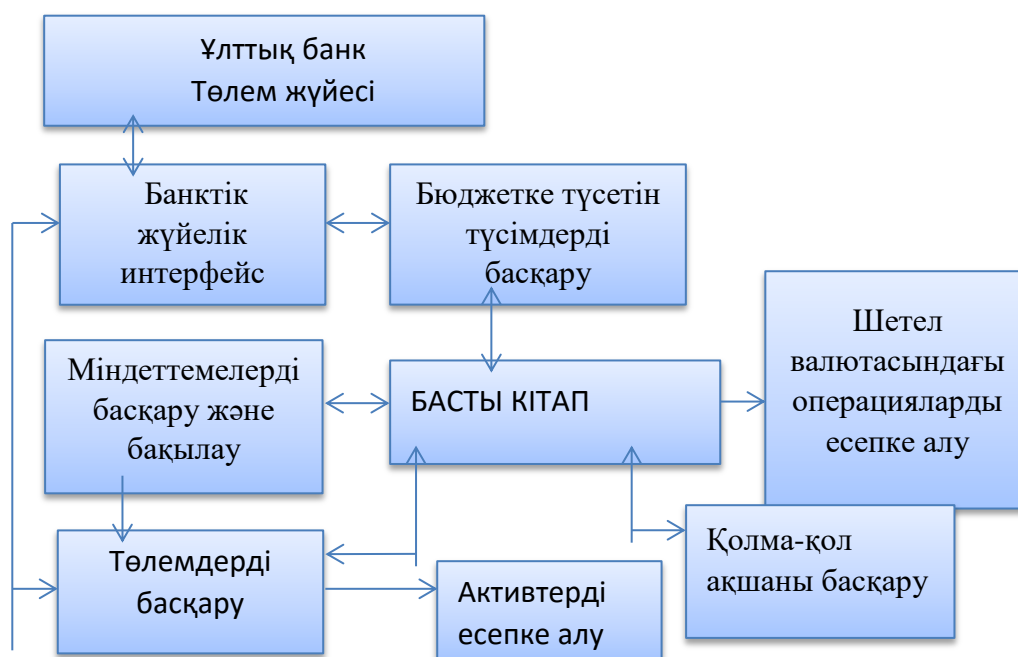 Ұлттық банк
Төлем жүйесі
Банктік
жүйелік
интерфейс
Бюджетке түсетін
түсімдерді
басқару
Шетел
валютасындағы
операцияларды
есепке алу
Міндеттемелерді
басқару және
бақылау
БАСТЫ КІТАП
Төлемдерді
басқару
Активтерді
есепке алу
Қолма-қол
ақшаны басқару